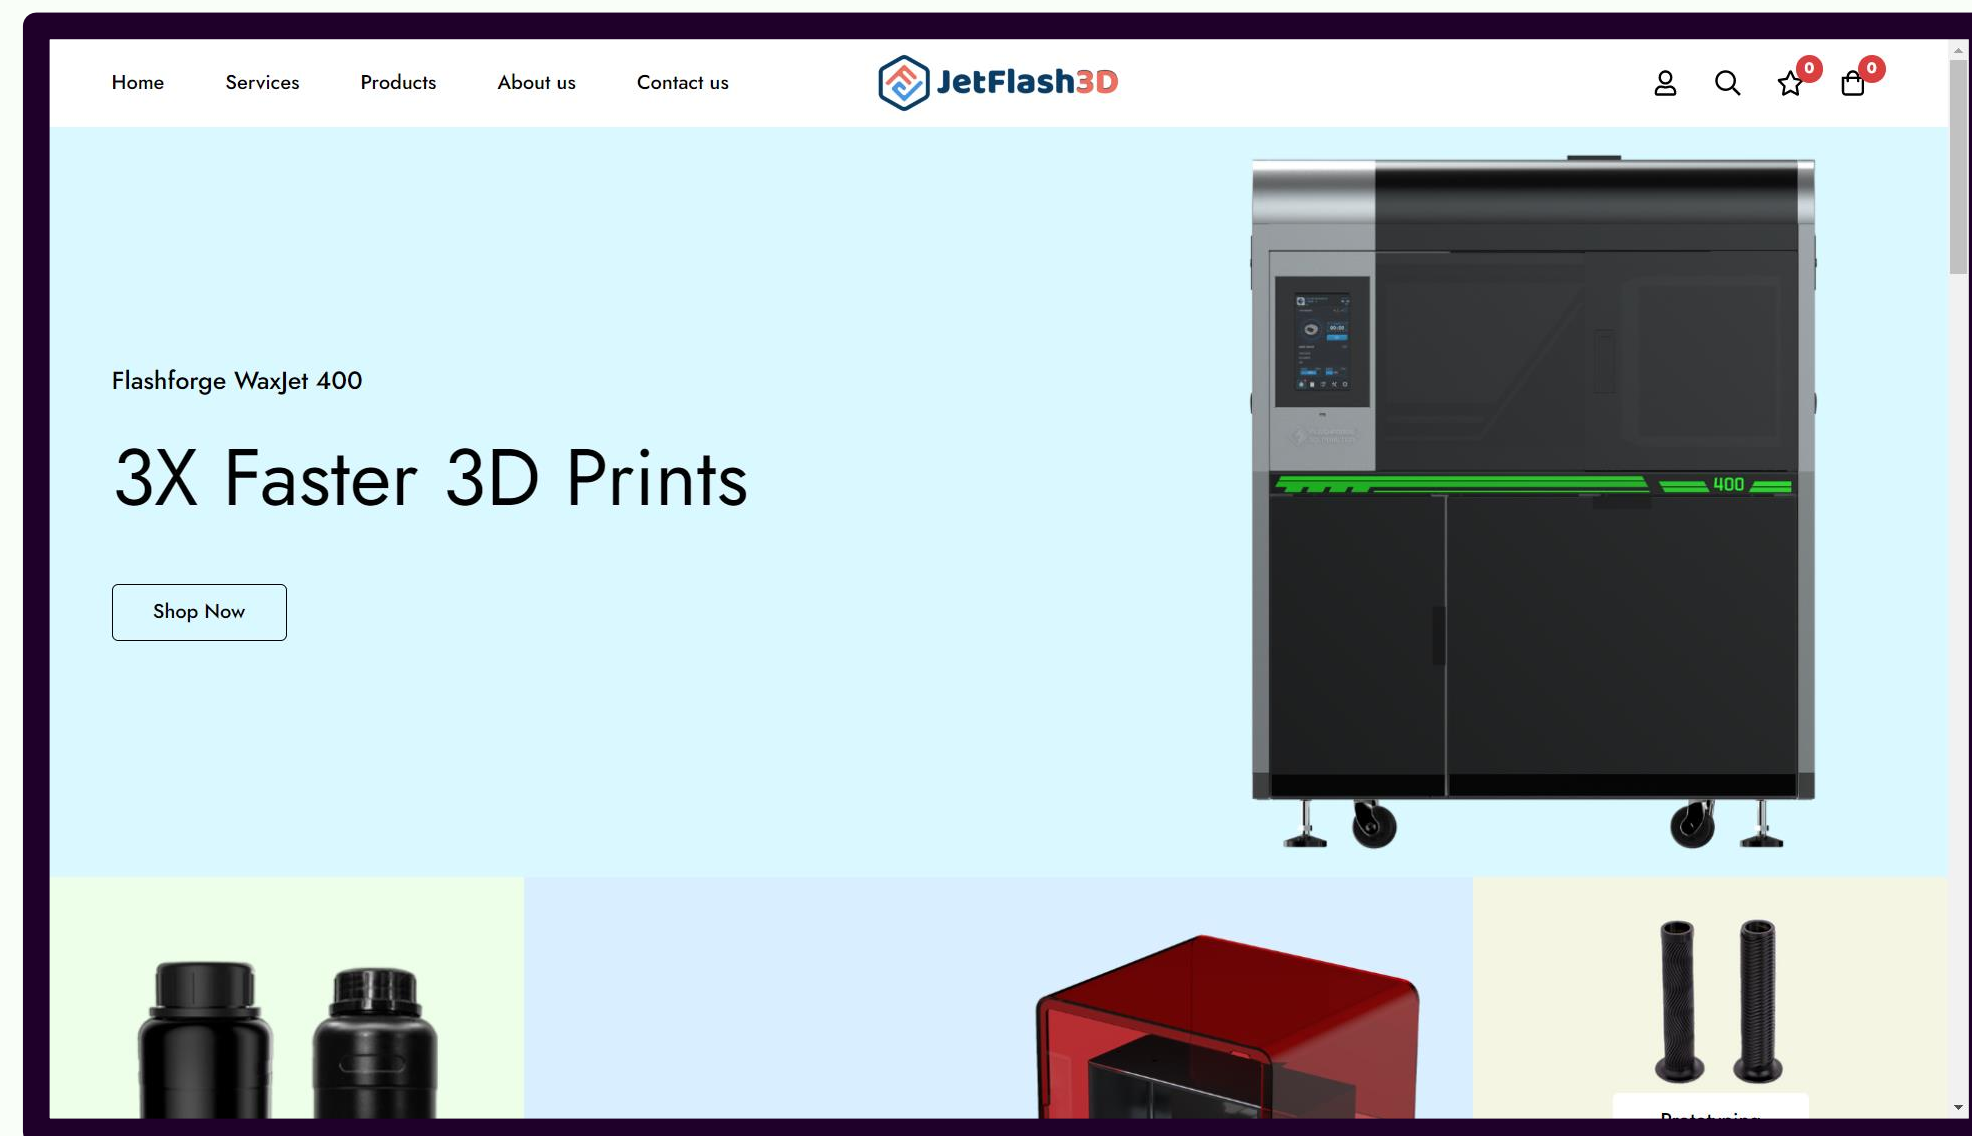 Home Services Products About us Contact us
JetFlash3D
0 0
Flashforge WaxJet 400
3X Faster 3D Prints
Shop Now
400
Prototyping